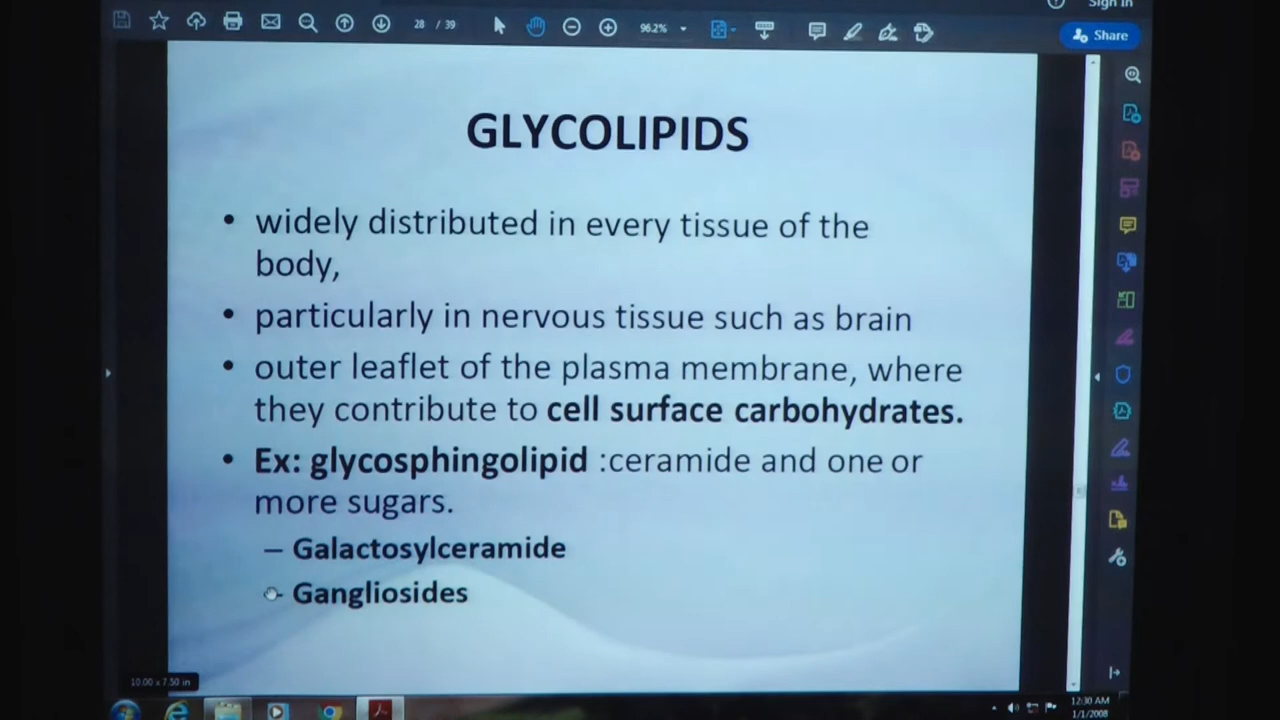 Sign In
28 / 39
96.2%
Share
GLYCOLIPIDS
• widely distributed in every tissue of the
body,
• particularly in nervous tissue such as brain
• outer leaflet of the plasma membrane, where
they contribute to cell surface carbohydrates.
• Ex: glycosphingolipid :ceramide and one or
more sugars.
– Galactosylceramide
– Gangliosides
10.00 x 7.50 in
12:30 AM
1/1/2008